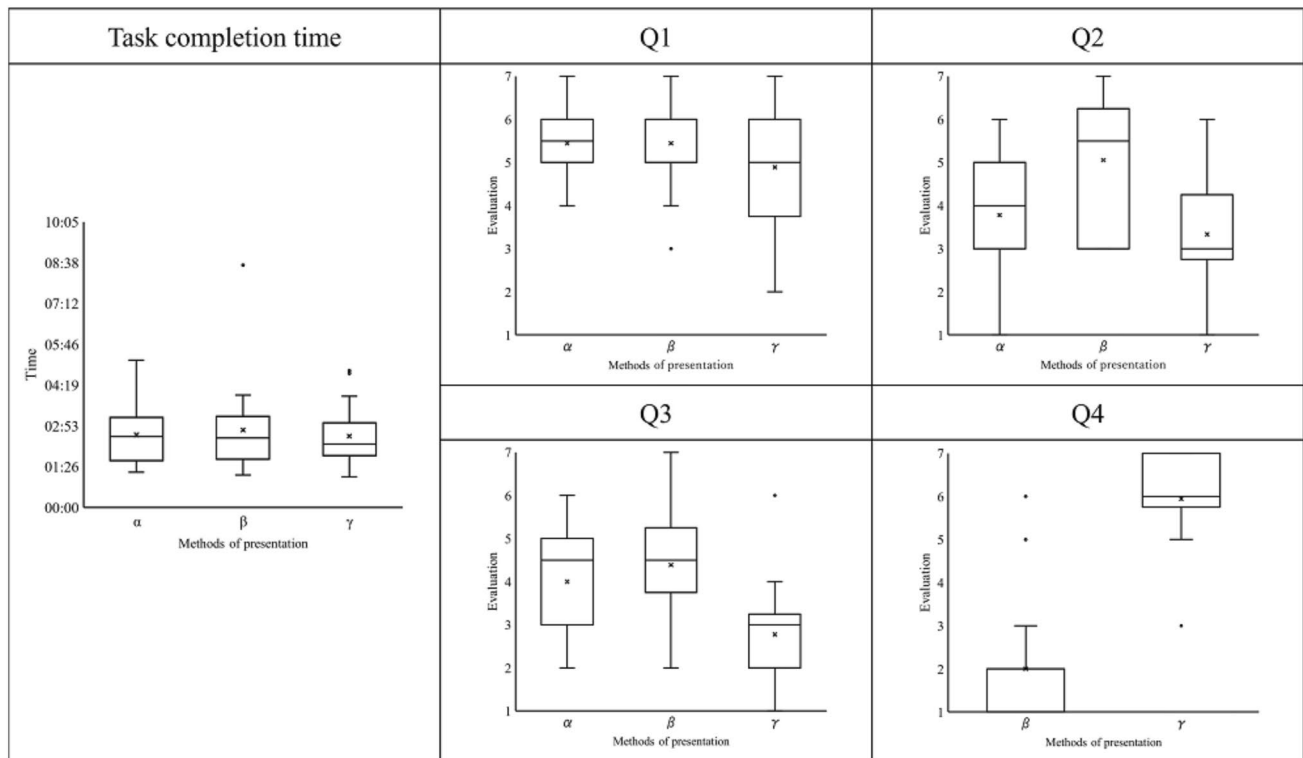 Task completion time
Time
10:05
08:38
07:12
05:46
04:19
02:53
01:26
00:00
α β γ
Methods of presentation
Q1
Evaluation
7
6
5
4
3
2
1
α β γ
Methods of presentation
Q2
Evaluation
7
6
5
4
3
2
1
α β γ
Methods of presentation
Q3
Evaluation
7
6
5
4
3
2
1
α β γ
Methods of presentation
Q4
Evaluation
7
6
5
4
3
2
1
β γ
Methods of presentation